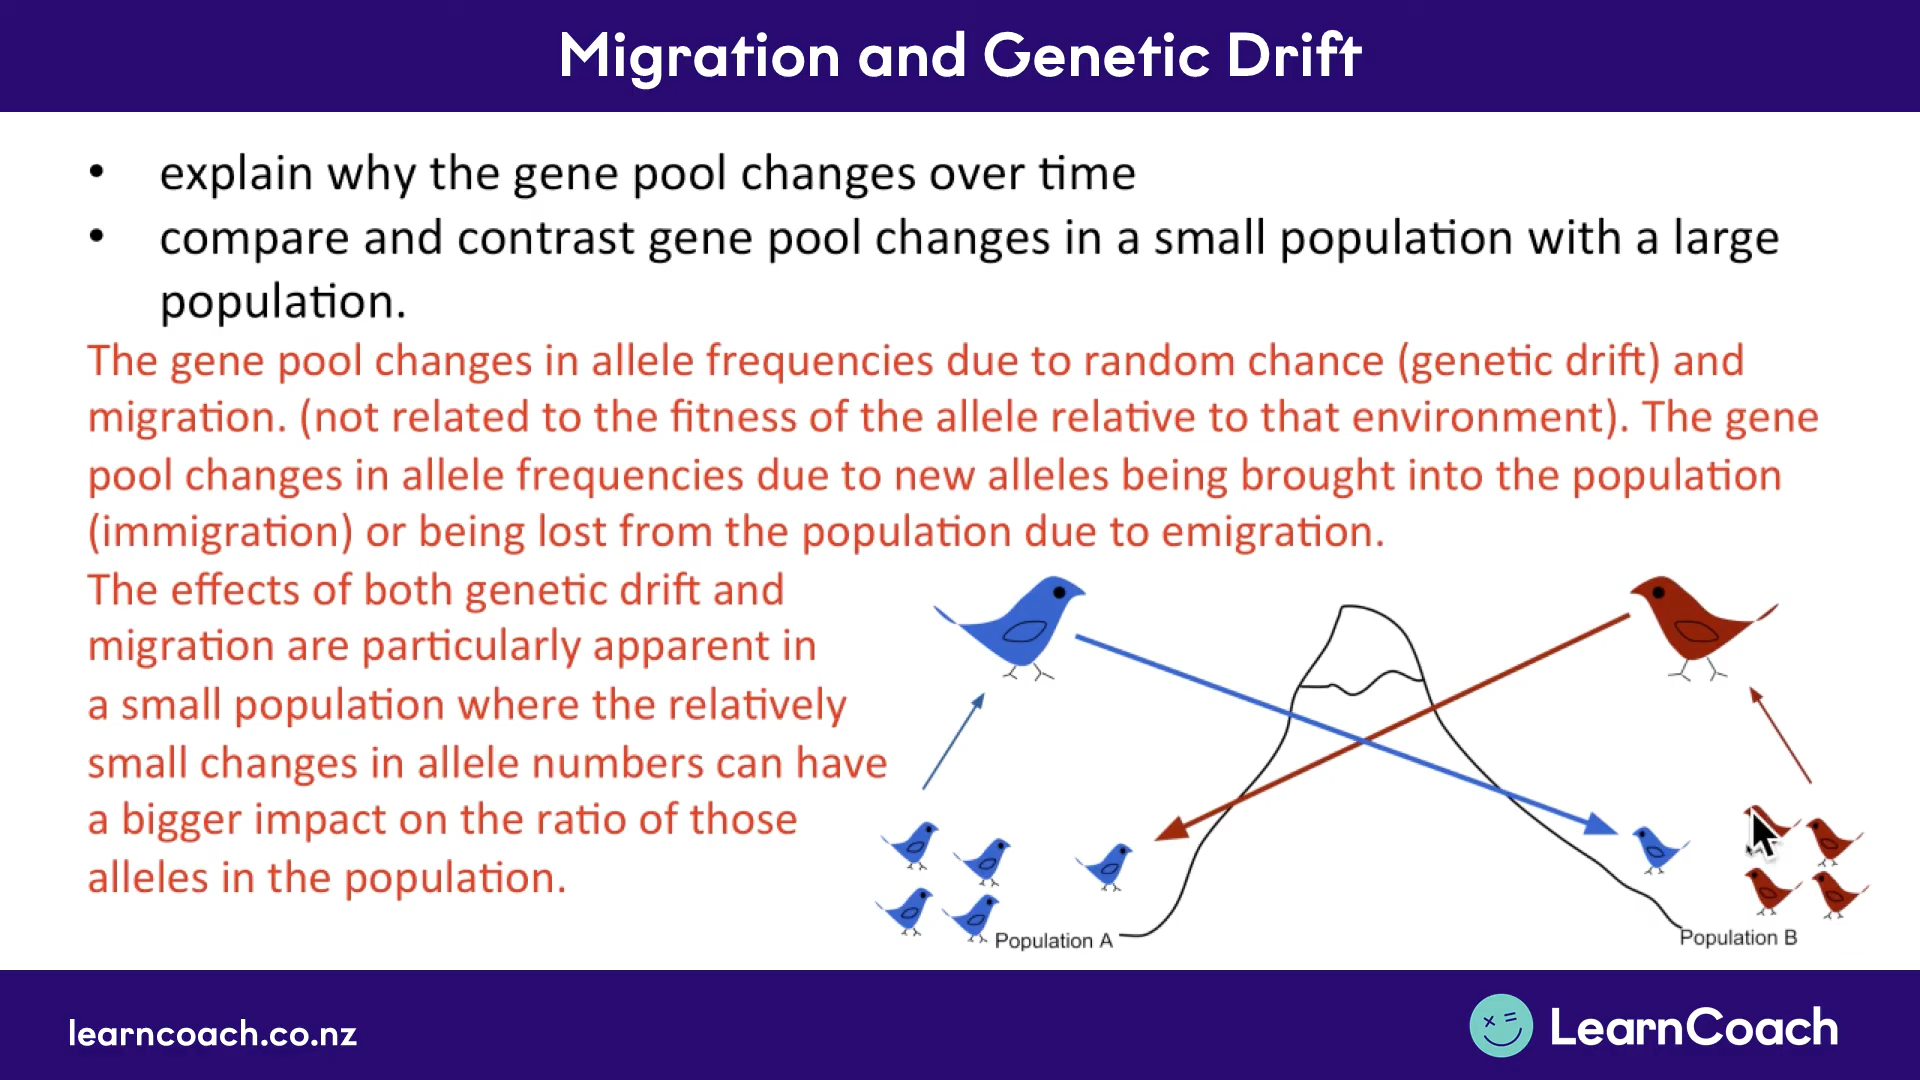 Migration and Genetic Drift
• explain why the gene pool changes over time
• compare and contrast gene pool changes in a small population with a large
population.
The gene pool changes in allele frequencies due to random chance (genetic drift) and
migration. (not related to the fitness of the allele relative to that environment). The gene
pool changes in allele frequencies due to new alleles being brought into the population
(immigration) or being lost from the population due to emigration.
The effects of both genetic drift and
migration are particularly apparent in
a small population where the relatively
small changes in allele numbers can have
a bigger impact on the ratio of those
alleles in the population.
Population A
Population B
learncoach.co.nz
LearnCoach